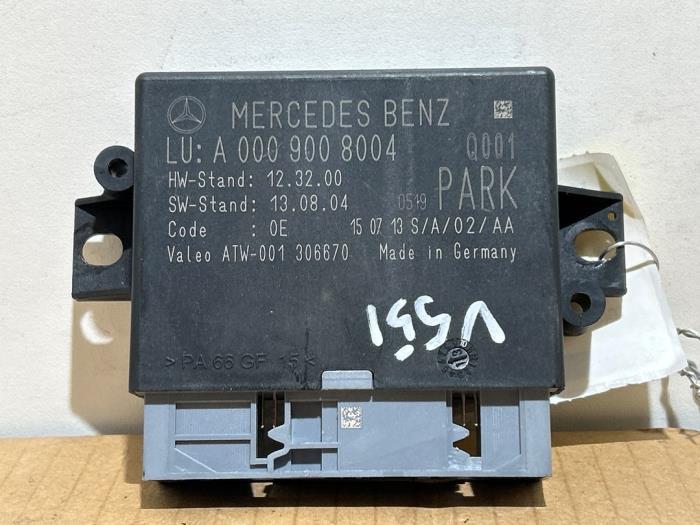 MERCEDES BENZ
LU: A 000 900 8004 Q001
HW-Stand: 12.32.00
SW-Stand: 13.08.04 0519 PARK
Code : 0E 15 07 13 S/A/02/AA
Valeo ATW-001 306670 Made in Germany
>PA 66 GF 15<